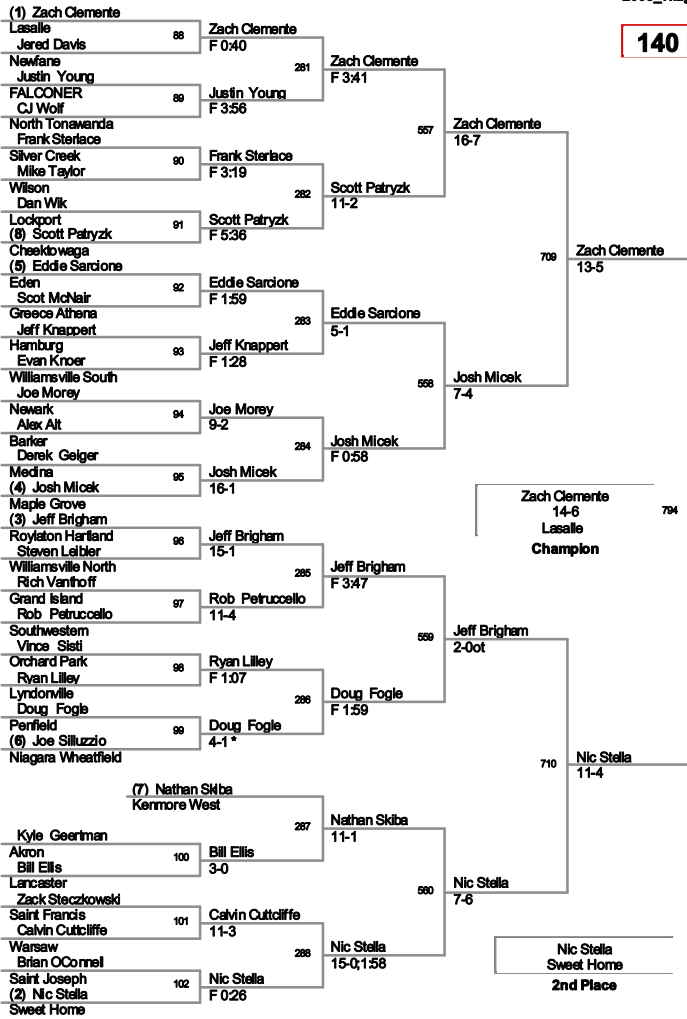 (1) Zach Clemente
Lasalle
Jered Davis
Newfane
Justin Young
FALCONER
CJ Wolf
North Tonawanda
Frank Sterlace
Silver Creek
Mike Taylor
Wilson
Dan Wik
Lockport
(8) Scott Patryzk
Cheektowaga
(5) Eddie Sarcione
Eden
Scot McNair
Greece Athena
Jeff Knappert
Hamburg
Evan Knoer
Williamsville South
Joe Morey
Newark
Alex Alt
Barker
Derek Geiger
Medina
(4) Josh Micek
Maple Grove
(3) Jeff Brigham
Roylaton Hartland
Steven Leibler
Williamsville North
Rich Vanthoff
Grand Island
Rob Petruccello
Southwestern
Vince Sisti
Orchard Park
Ryan Lilley
Lyndonville
Doug Fogle
Penfield
(6) Joe Silluzzio
Niagara Wheatfield
(7) Nathan Skiba
Kenmore West
Kyle Geertman
Akron
Bill Ellis
Lancaster
Zack Steczkowski
Saint Francis
Calvin Cuttcliffe
Warsaw
Brian OConnell
Saint Joseph
(2) Nic Stella
Sweet Home
88
89
90
91
92
93
94
95
96
97
98
99
100
101
102
Zach Clemente
F 0:40
Justin Young
F 3:56
Frank Sterlace
F 3:19
Scott Patryzk
F 5:36
Eddie Sarcione
F 1:59
Jeff Knappert
F 1:28
Joe Morey
9-2
Josh Micek
16-1
Jeff Brigham
15-1
Rob Petruccello
11-4
Ryan Lilley
F 1:07
Doug Fogle
4-1 *
Bill Ellis
3-0
Calvin Cuttcliffe
11-3
Nic Stella
F 0:26
281
282
283
284
285
286
287
288
Zach Clemente
F 3:41
Scott Patryzk
11-2
Eddie Sarcione
5-1
Josh Micek
F 0:58
Jeff Brigham
F 3:47
Doug Fogle
F 1:59
Nathan Skiba
11-1
Nic Stella
15-0;1:58
557
558
559
560
Zach Clemente
16-7
Josh Micek
7-4
Jeff Brigham
2-0ot
Nic Stella
7-6
709
710
Zach Clemente
13-5
Nic Stella
11-4
140
Zach Clemente
14-6
Lasalle
794
Champion
Nic Stella
Sweet Home
2nd Place